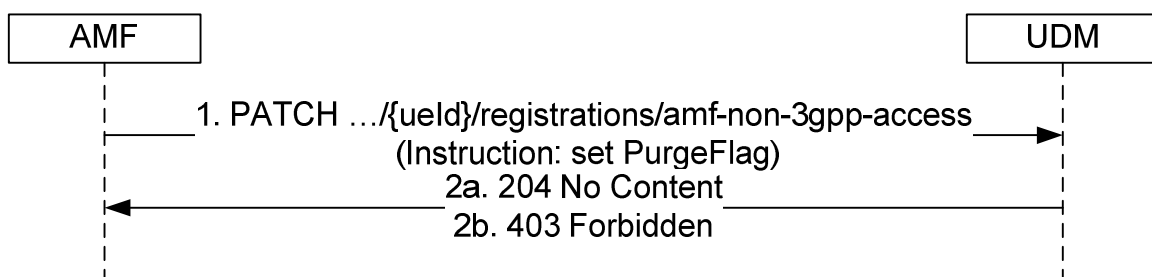 AMF
UDM
1. PATCH …/{ueId}/registrations/amf-non-3gpp-access
(Instruction: set PurgeFlag)
2a. 204 No Content
2b. 403 Forbidden